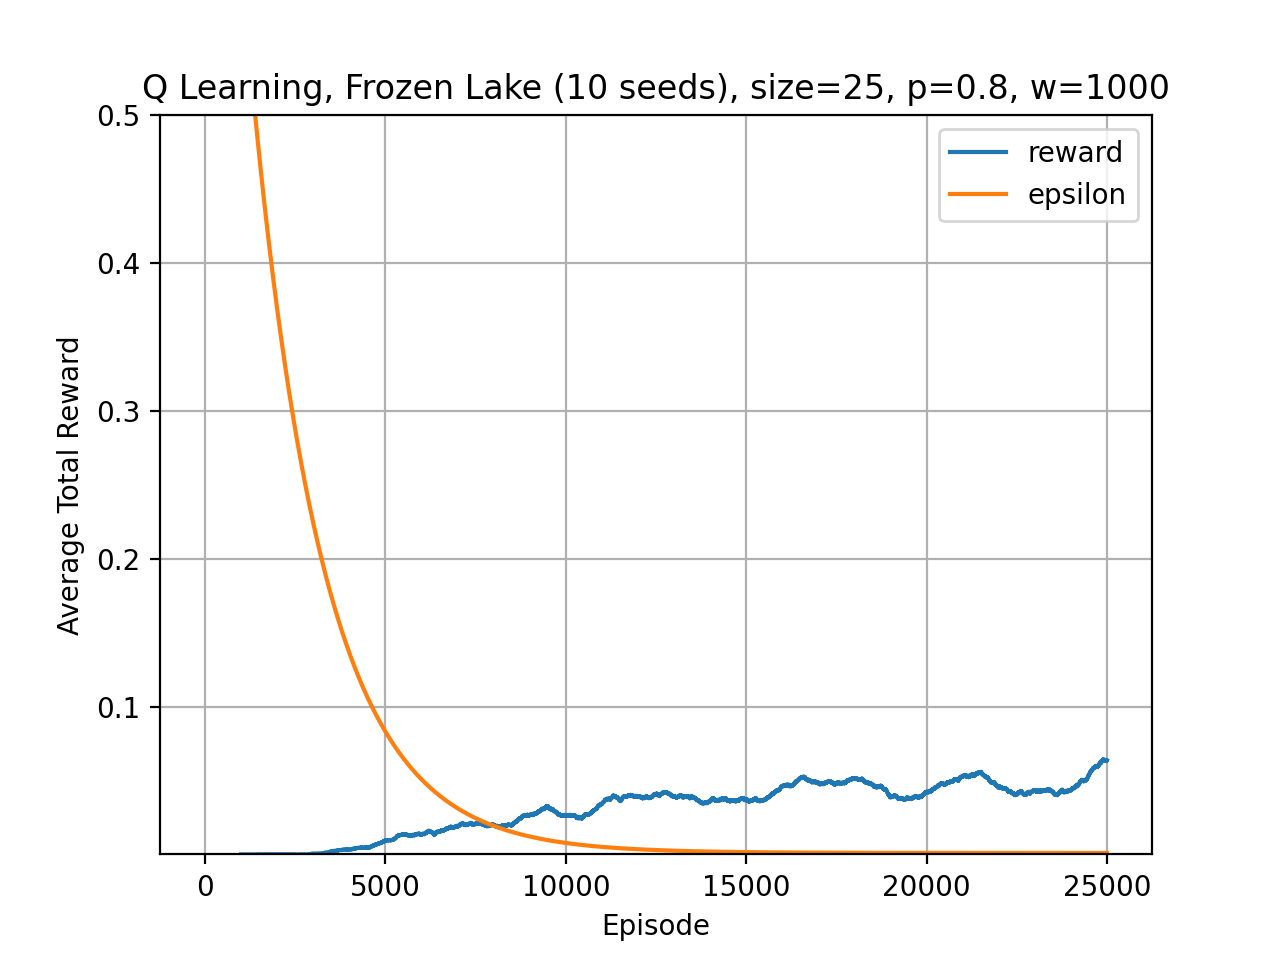 Q Learning, Frozen Lake (10 seeds), size=25, p=0.8, w=1000
reward
epsilon
Average Total Reward
0.5
0.4
0.3
0.2
0.1
0 5000 10000 15000 20000 25000
Episode